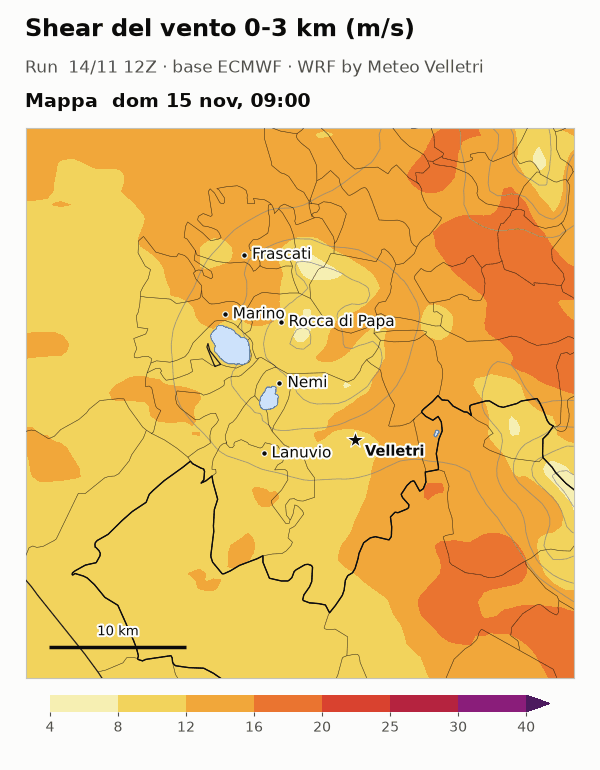 Shear del vento 0-3 km (m/s)
Run  14/11 12Z · base ECMWF · WRF by Meteo Velletri
Mappa  dom 15 nov, 09:00
Frascati
Marino
Rocca di Papa
Nemi
Velletri
Lanuvio
10 km
4 8 12 16 20 25 30 40